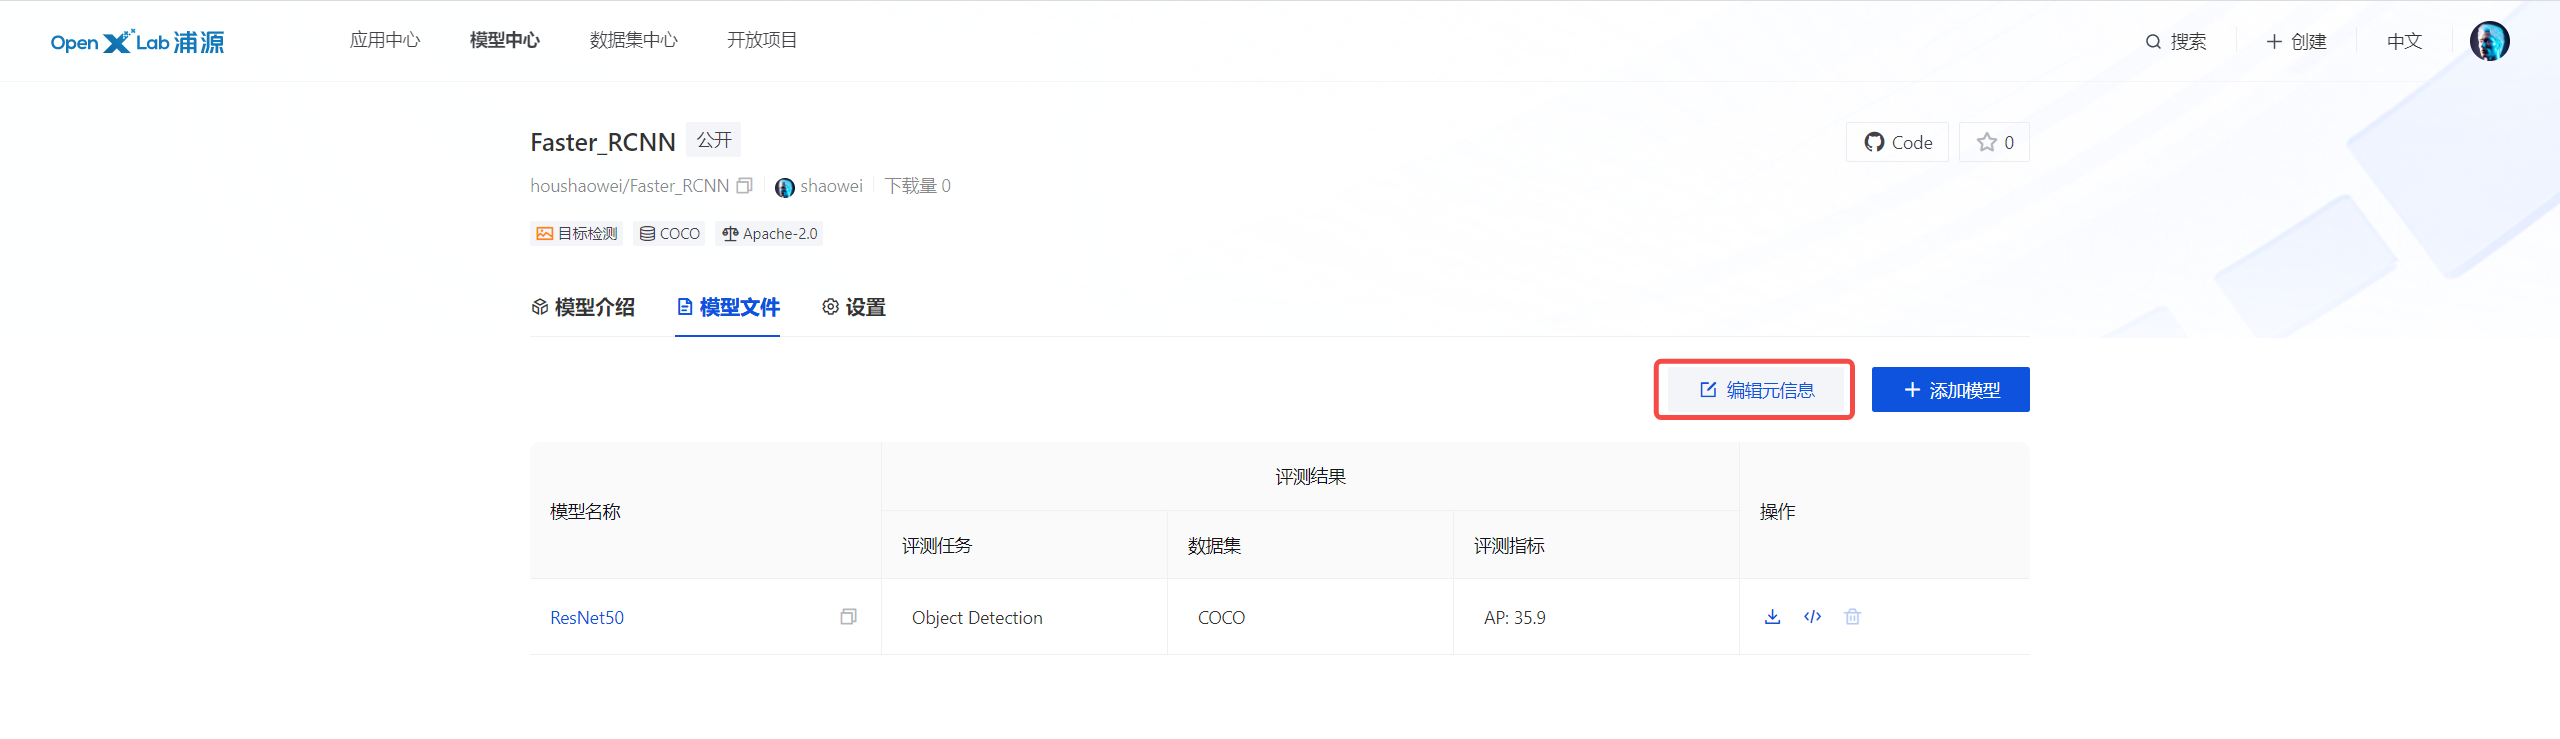 Open X Lab 浦源
应用中心 模型中心 数据集中心 开放项目 搜索 创建 中文
Faster_RCNN 公开 Code 0
houshaowei/Faster_RCNN shaowei 下载量 0
目标检测 COCO Apache-2.0
模型介绍 模型文件 设置
编辑元信息 添加模型
模型名称 评测结果 操作
评测任务 数据集 评测指标
ResNet50 Object Detection COCO AP: 35.9